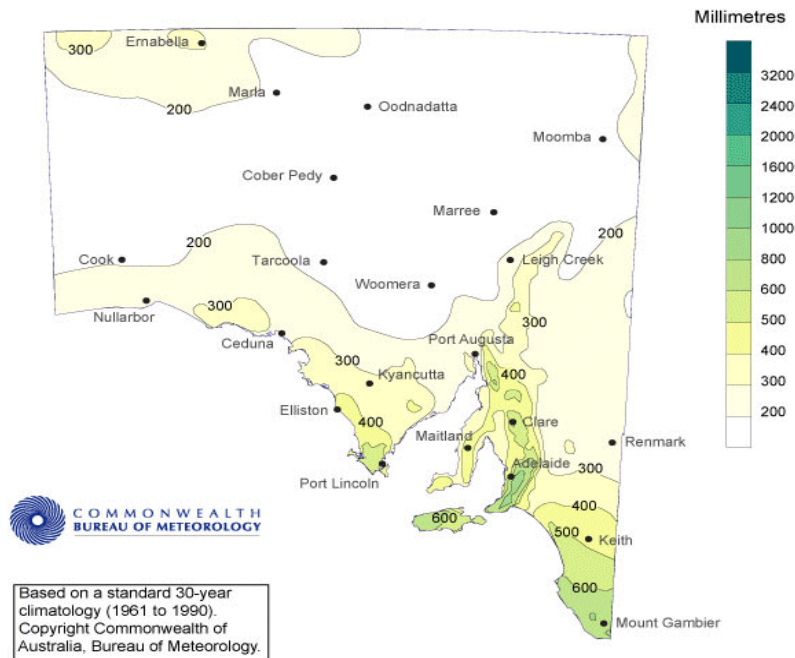 Millimetres
3200
2400
2000
1600
1200
1000
800
600
500
400
300
200
300
Ernabella
Marla
200
Oodnadatta
Moomba
Cober Pedy
Marree
200
200
Cook
Tarcoola
Leigh Creek
Woomera
Nullarbor
300
300
Ceduna
Port Augusta
300
Kyancutta
400
Elliston
400
Clare
Maitland
Renmark
Adelaide
300
Port Lincoln
400
600
500
Keith
600
Mount Gambier
COMMONWEALTH
BUREAU OF METEOROLOGY
Based on a standard 30-year
climatology (1961 to 1990).
Copyright Commonwealth of
Australia, Bureau of Meteorology.